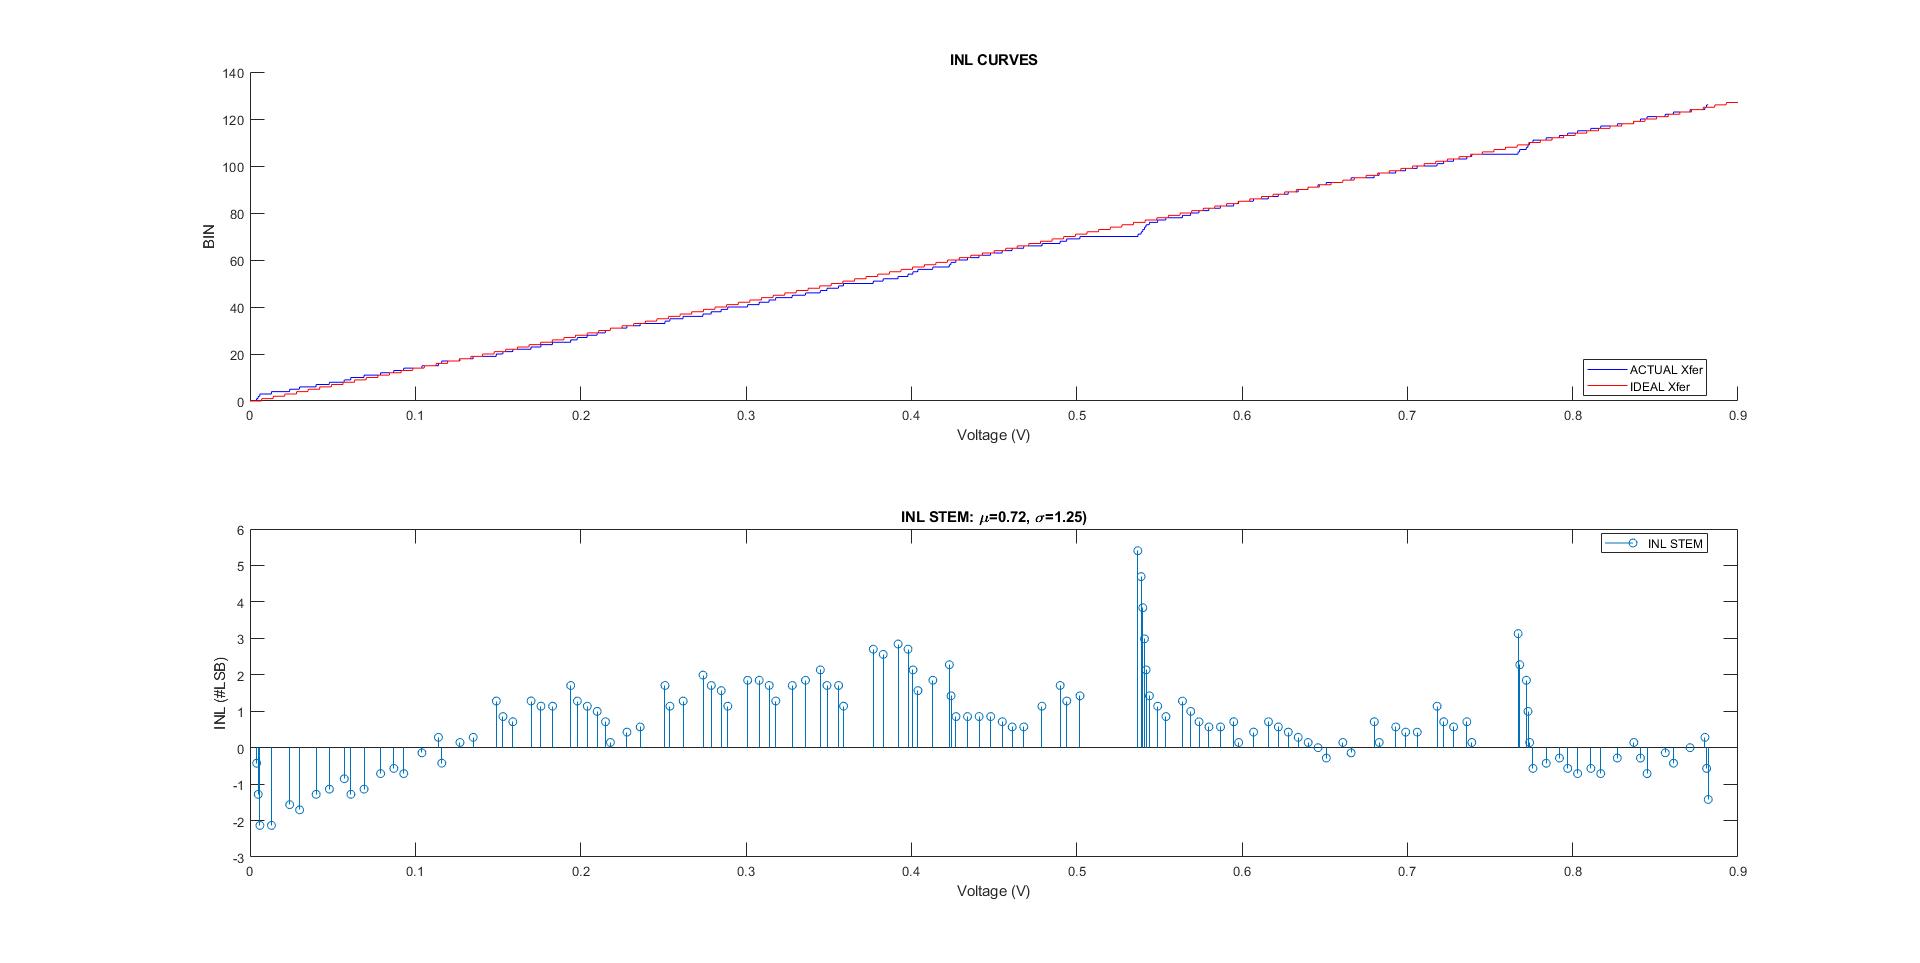 INL CURVES
140
120
100
80
60
40
20
0
BIN
0 0.1 0.2 0.3 0.4 0.5 0.6 0.7 0.8 0.9
Voltage (V)
ACTUAL Xfer
IDEAL Xfer
INL STEM: μ=0.72, σ=1.25)
6
5
4
3
2
1
0
-1
-2
-3
INL (#LSB)
0 0.1 0.2 0.3 0.4 0.5 0.6 0.7 0.8 0.9
Voltage (V)
INL STEM